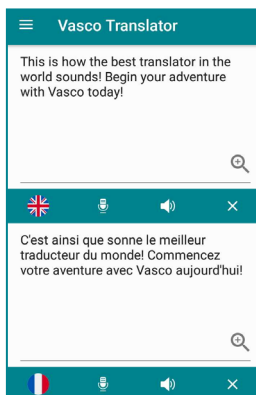 Vasco Translator
This is how the best translator in the
world sounds! Begin your adventure
with Vasco today!
C'est ainsi que sonne le meilleur
traducteur du monde! Commencez
votre aventure avec Vasco aujourd'hui!